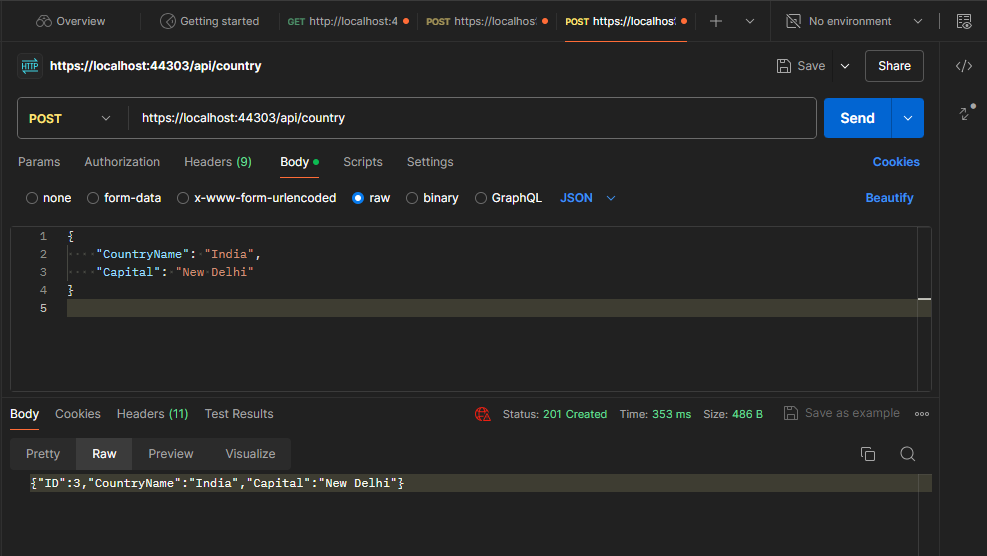 Overview Getting started GET http://localhost:4 POST https://localhost: POST https://localhost: No environment
HTTP https://localhost:44303/api/country Save Share
POST https://localhost:44303/api/country Send
Params Authorization Headers (9) Body Scripts Settings Cookies
none form-data x-www-form-urlencoded raw binary GraphQL JSON Beautify
1 {
2 "CountryName": "India",
3 "Capital": "New Delhi"
4 }
5
Body Cookies Headers (11) Test Results Status: 201 Created Time: 353 ms Size: 486 B Save as example
Pretty Raw Preview Visualize
{"ID":3,"CountryName":"India","Capital":"New Delhi"}